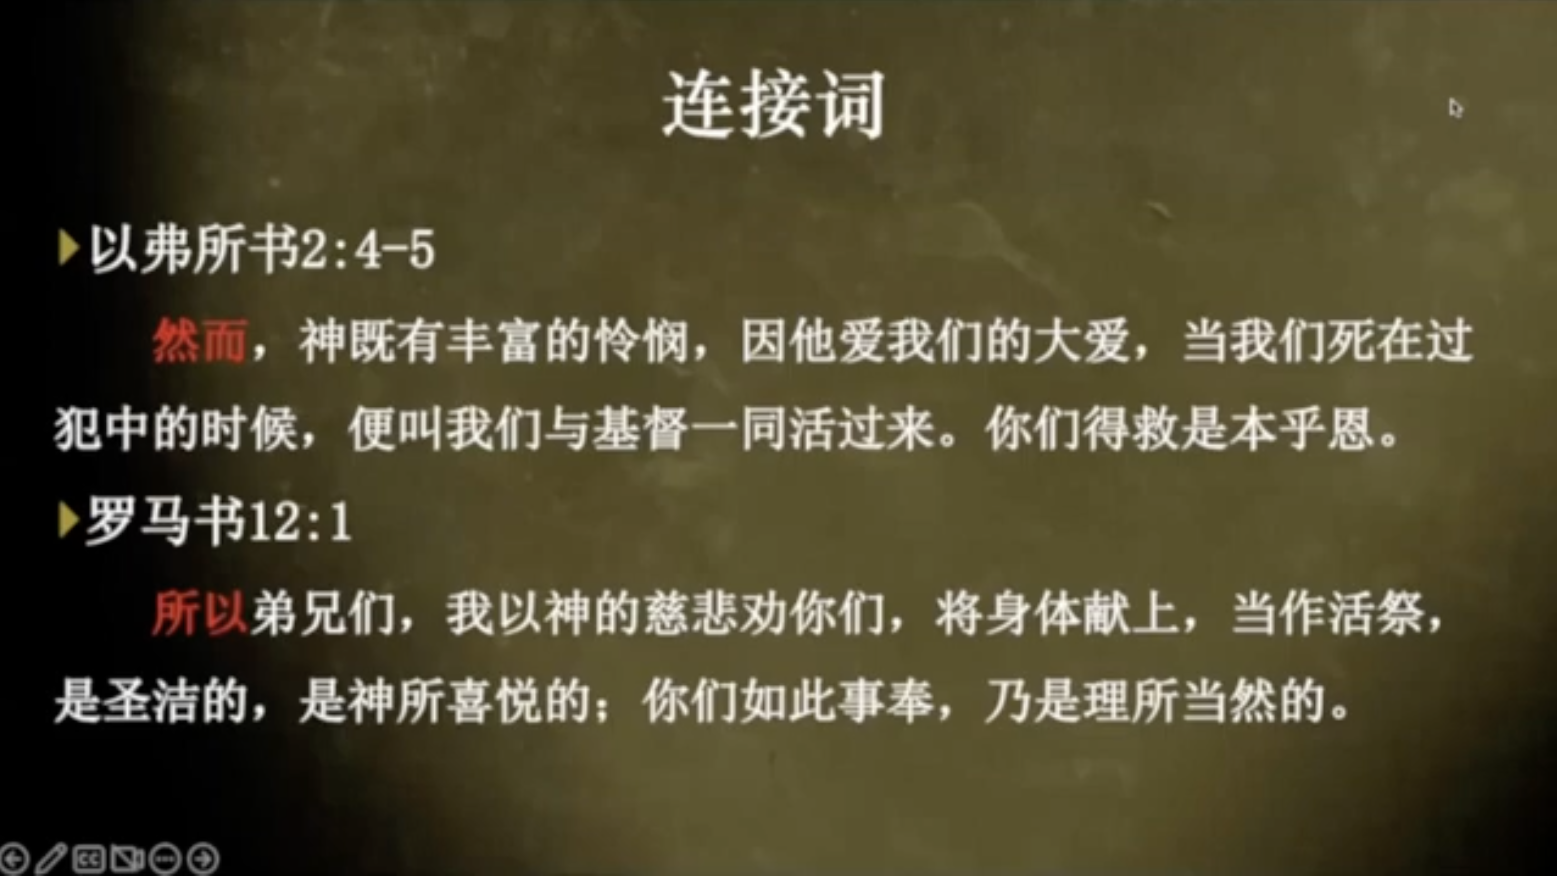 连接词
以弗所书2:4-5
然而，神既有丰富的怜悯，因他爱我们的大爱，当我们死在过
犯中的时候，便叫我们与基督一同活过来。你们得救是本乎恩。
罗马书12:1
所以弟兄们，我以神的慈悲劝你们，将身体献上，当作活祭，
是圣洁的，是神所喜悦的；你们如此事奉，乃是理所当然的。
CC